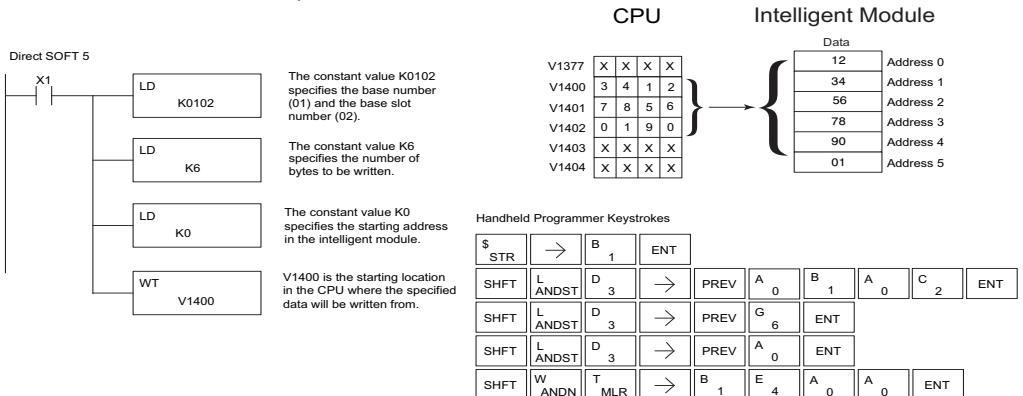 CPU
Intelligent Module
Direct SOFT 5
X1
LD
K0102
The constant value K0102
specifies the base number
(01) and the base slot
number (02).
LD
K6
The constant value K6
specifies the number of
bytes to be written.
LD
K0
The constant value K0
specifies the starting address
in the intelligent module.
WT
V1400
V1400 is the starting location
in the CPU where the specified
data will be written from.
V1377 X X X X
V1400 3 4 1 2
V1401 7 8 5 6
V1402 0 1 9 0
V1403 X X X X
V1404 X X X X
Data
12 Address 0
34 Address 1
56 Address 2
78 Address 3
90 Address 4
01 Address 5
Handheld Programmer Keystrokes
$ STR → B 1 ENT
SHFT L ANDST D 3 → PREV A 0 B 1 A 0 C 2 ENT
SHFT L ANDST D 3 → PREV G 6 ENT
SHFT L ANDST D 3 → PREV A 0 ENT
SHFT W ANDN T MLR → B 1 E 4 A 0 A 0 ENT